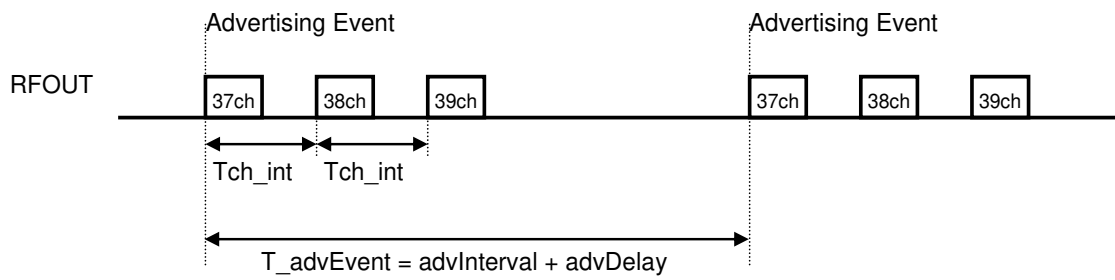 Advertising Event Advertising Event
RFOUT
37ch 38ch 39ch 37ch 38ch 39ch
Tch_int Tch_int
T_advEvent = advInterval + advDelay